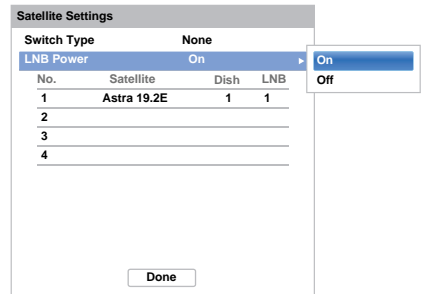 Satellite Settings
Switch Type None
LNB Power On
On
Off
No. Satellite Dish LNB
1 Astra 19.2E 1 1
2
3
4
Done